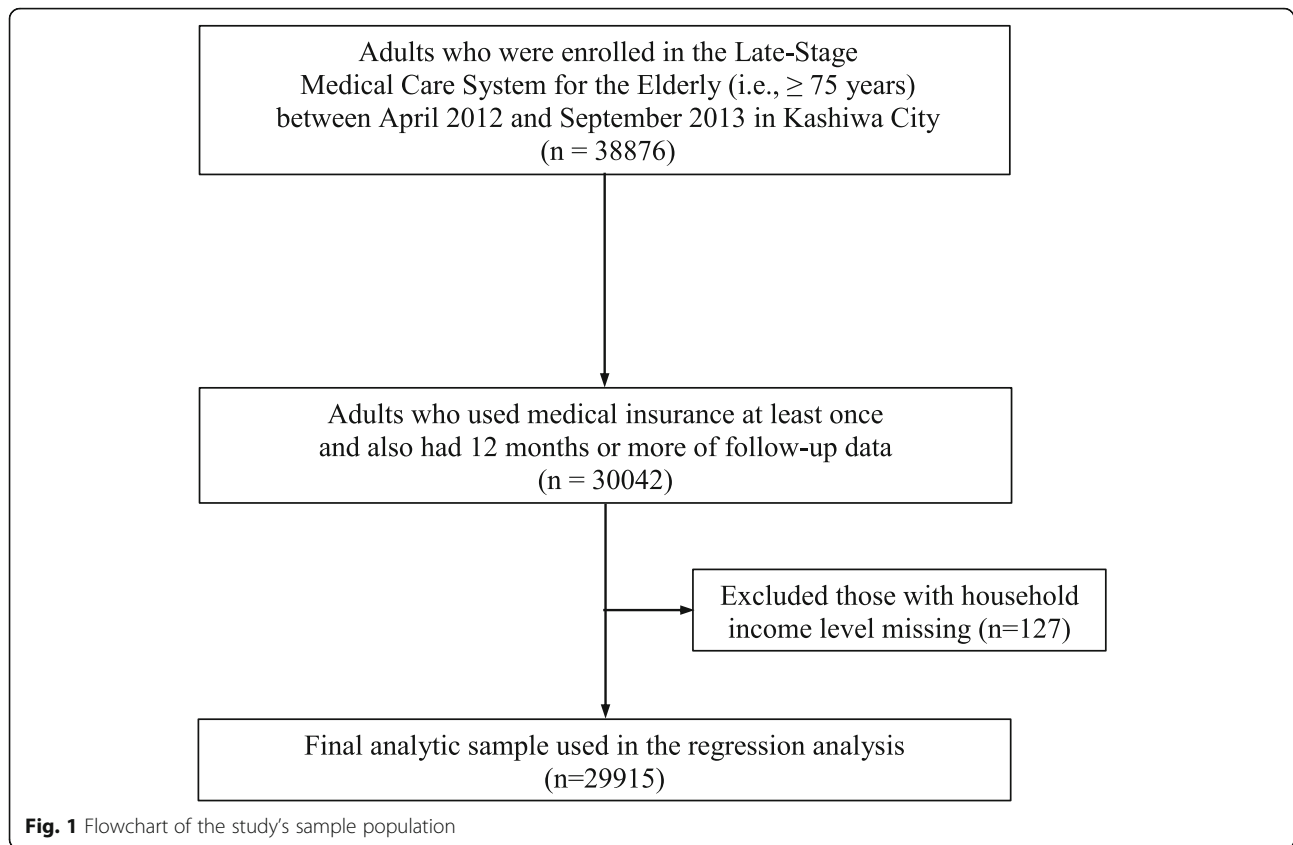 Adults who were enrolled in the Late-Stage
Medical Care System for the Elderly (i.e., ≥ 75 years)
between April 2012 and September 2013 in Kashiwa City
(n = 38876)
Adults who used medical insurance at least once
and also had 12 months or more of follow-up data
(n = 30042)
Excluded those with household
income level missing (n=127)
Final analytic sample used in the regression analysis
(n=29915)
Fig. 1 Flowchart of the study’s sample population